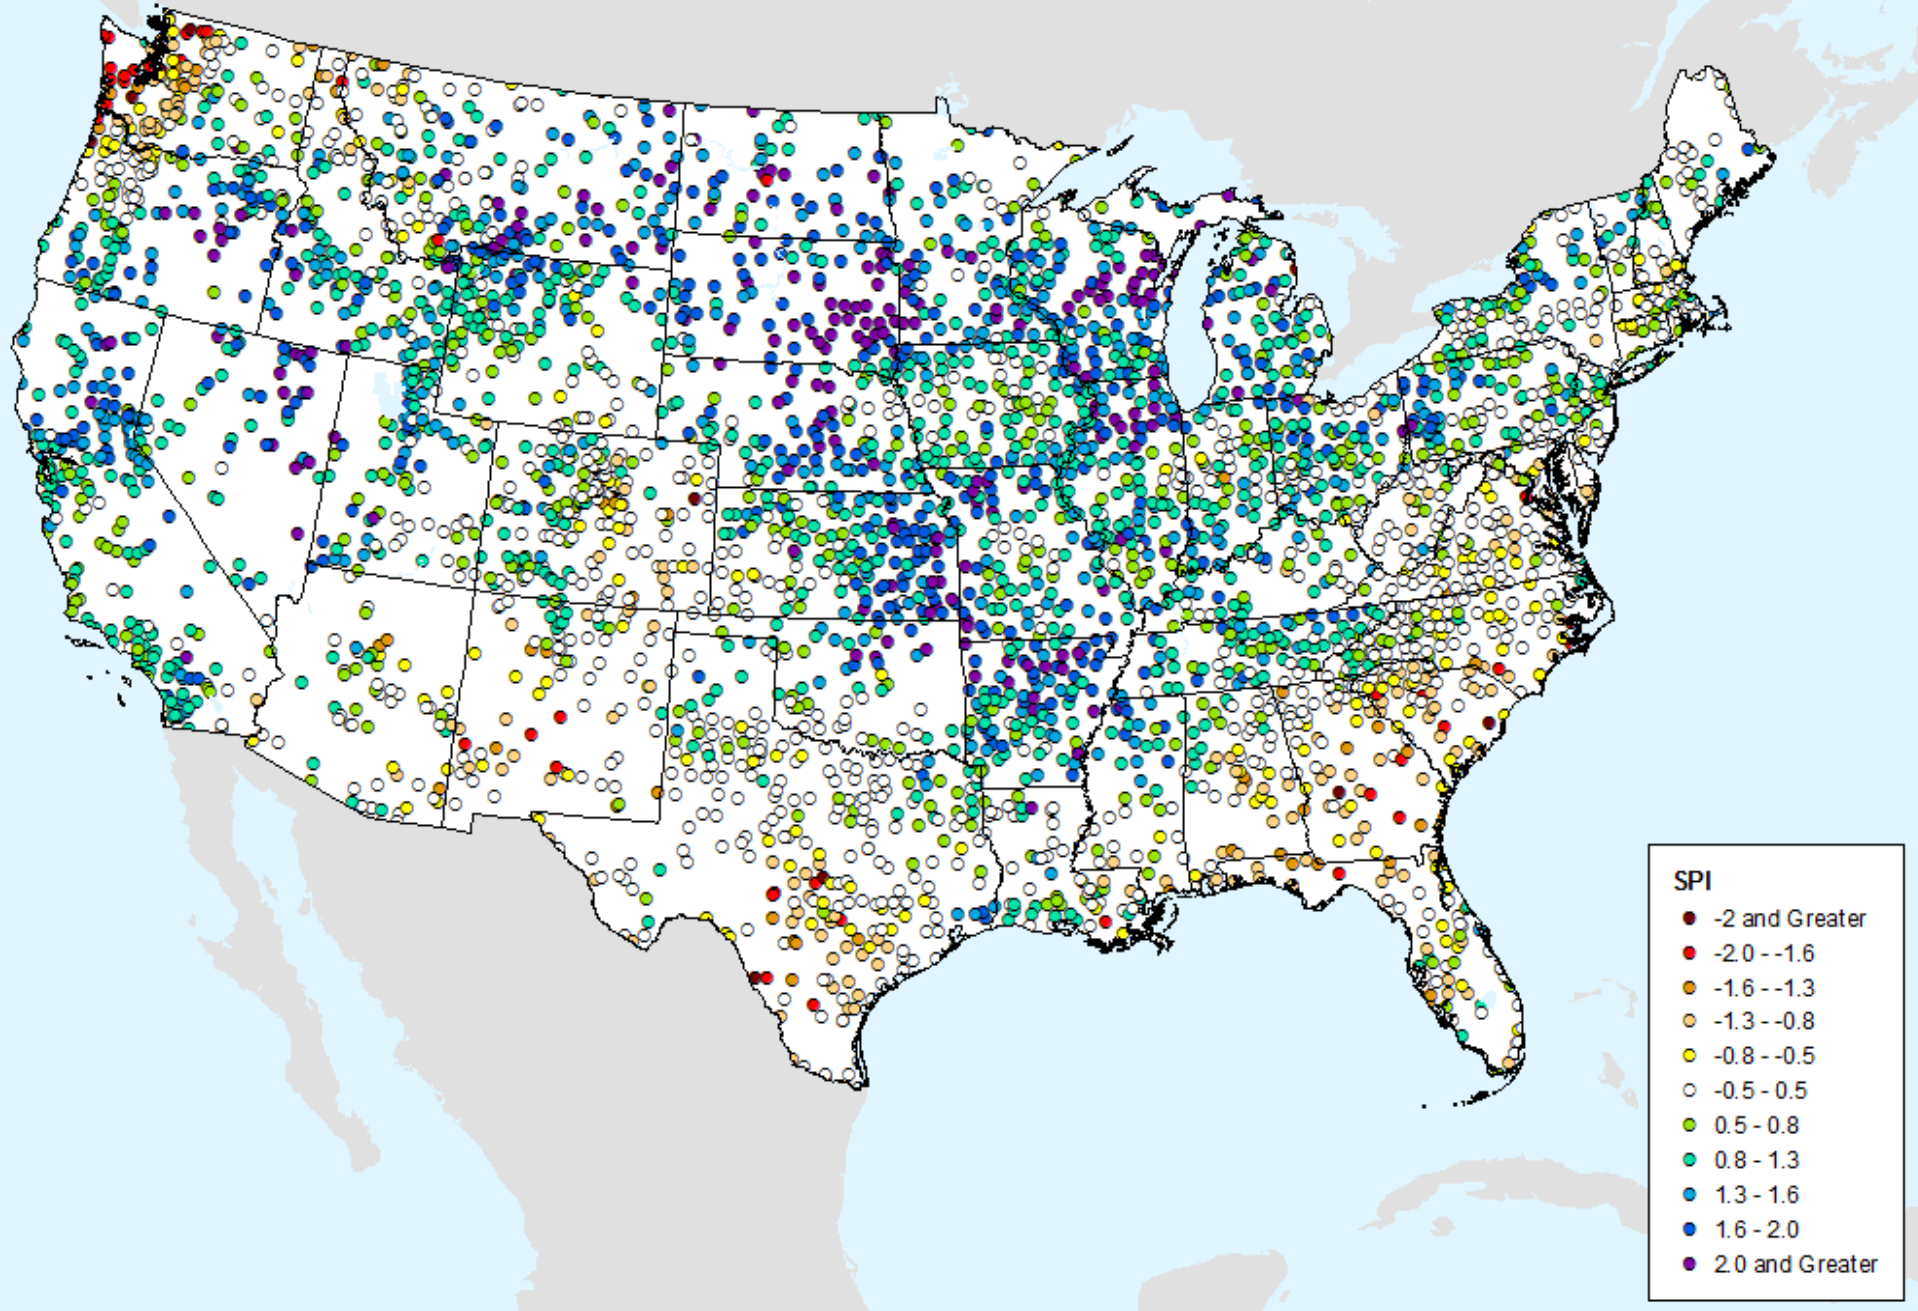 SPI
-2 and Greater
-2.0 - -1.6
-1.6 - -1.3
-1.3 - -0.8
-0.8 - -0.5
-0.5 - 0.5
0.5 - 0.8
0.8 - 1.3
1.3 - 1.6
1.6 - 2.0
2.0 and Greater